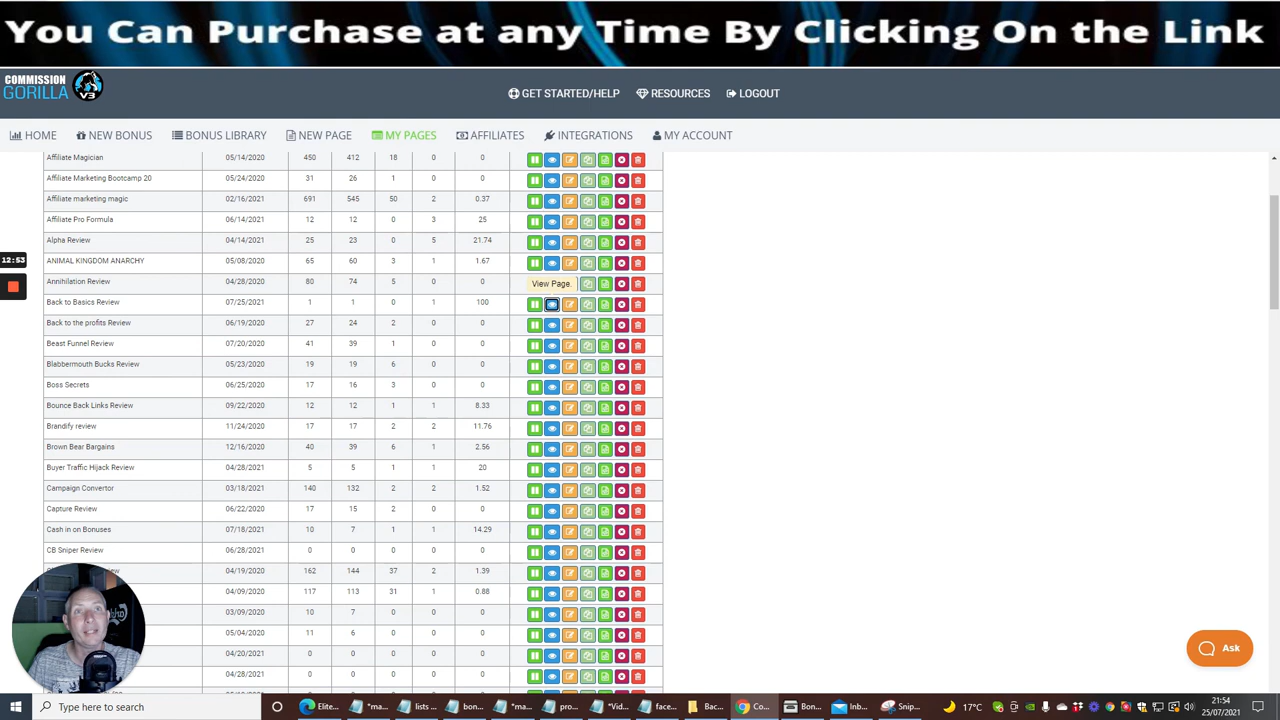 You Can Purchase at any Time By Clicking On the Link
COMMISSION
GORILLA V3
GET STARTED/HELP RESOURCES LOGOUT
HOME NEW BONUS BONUS LIBRARY NEW PAGE MY PAGES AFFILIATES INTEGRATIONS MY ACCOUNT
Affiliate Magician 05/14/2020 450 412 18 0 0
Affiliate Marketing Bootcamp 20 05/24/2020 31 26 1 0 0
Affiliate marketing magic 02/16/2021 691 545 50 2 0.37
Affiliate Pro Formula 06/14/2021 12 12 0 3 25
Alpha Review 04/14/2021 25 23 0 5 21.74
12:53
ANIMAL KINGDOM ANARCHY 05/08/2020 65 60 3 1 1.67
Annihilation Review 04/28/2020 80 74 5 0 0 View Page.
Back to Basics Review 07/25/2021 1 1 0 1 100
Back to the profits Review 06/19/2020 27 24 2 0 0
Beast Funnel Review 07/20/2020 41 39 1 0 0
Blabbermouth Bucks Review 05/23/2020 19 19 6 0 0
Boss Secrets 06/25/2020 17 16 3 0 0
Bounce Back Links Review 09/22/2020 12 12 1 1 8.33
Brandify review 11/24/2020 17 17 2 2 11.76
Brown Bear Bargains 12/16/2020 40 39 6 1 2.56
Buyer Traffic Hijack Review 04/28/2021 5 5 1 1 20
Campaign Convertor 03/18/2021 140 132 2 2 1.52
Capture Review 06/22/2020 17 15 2 0 0
Cash in on Bonuses 07/18/2021 10 7 1 1 14.29
CB Sniper Review 06/28/2021 0 0 0 0 0
04/19/2021 162 144 37 2 1.39
04/09/2020 117 113 31 1 0.88
03/09/2020 10 7 0 0 0
05/04/2020 11 6 0 0 0
Ask
04/20/2021 0 0 0 0 0
04/28/2021 0 0 0 0 0
Type here to search Elite... *ma... lists ... bon... *ma... pro... *Vid... face... Bac... Co... Bon... Inb... Snip... 17°C 21:54
25/07/2021